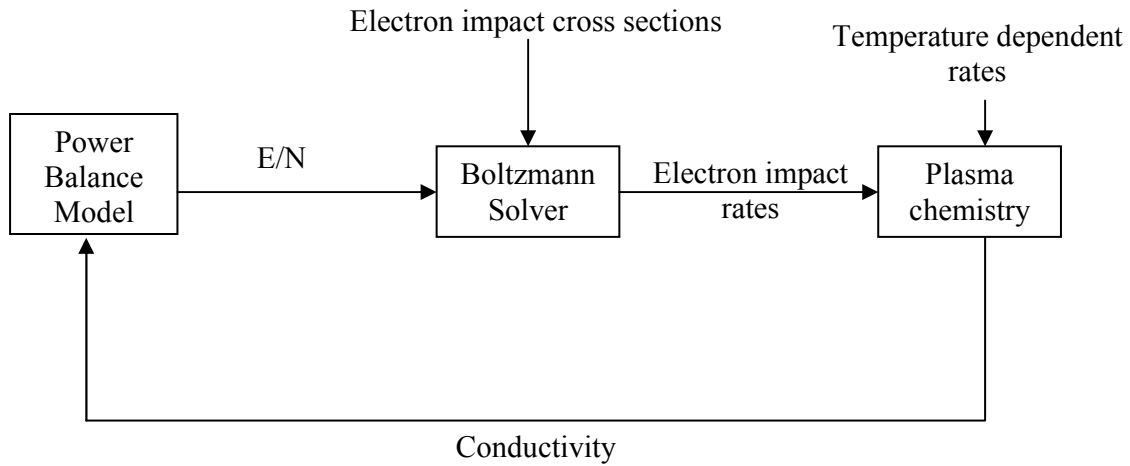 Electron impact cross sections
Temperature dependent
rates
Power
Balance
Model
E/N
Boltzmann
Solver
Electron impact
rates
Plasma
chemistry
Conductivity